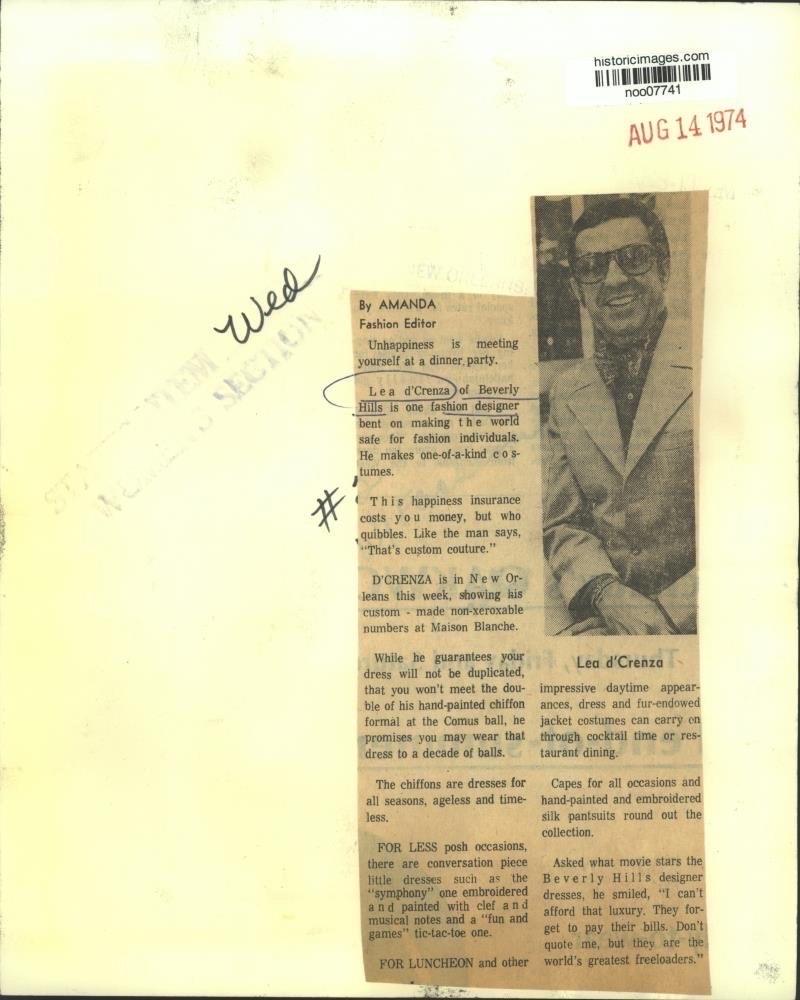 historicimages.com
noo07741
AUG 14 1974
Wed
SECTION
#
By AMANDA
Fashion Editor
Unhappiness is meeting
yourself at a dinner party.
Lea d'Crenza of Beverly
Hills is one fashion designer
bent on making the world
safe for fashion individuals.
He makes one-of-a-kind cos-
tumes.
This happiness insurance
costs you money, but who
quibbles. Like the man says,
"That's custom couture."
D'CRENZA is in New Or-
leans this week, showing his
custom - made non-xeroxable
numbers at Maison Blanche.
While he guarantees your
dress will not be duplicated,
that you won't meet the dou-
ble of his hand-painted chiffon
formal at the Comus ball, he
promises you may wear that
dress to a decade of balls.
The chiffons are dresses for
all seasons, ageless and time-
less.
FOR LESS posh occasions,
there are conversation piece
little dresses such as the
"symphony" one embroidered
and painted with clef and
musical notes and a "fun and
games" tic-tac-toe one.
FOR LUNCHEON and other
Lea d'Crenza
impressive daytime appear-
ances, dress and fur-endowed
jacket costumes can carry on
through cocktail time or res-
taurant dining.
Capes for all occasions and
hand-painted and embroidered
silk pantsuits round out the
collection.
Asked what movie stars the
Beverly Hills designer
dresses, he smiled, "I can't
afford that luxury. They for-
get to pay their bills. Don't
quote me, but they are the
world's greatest freeloaders."